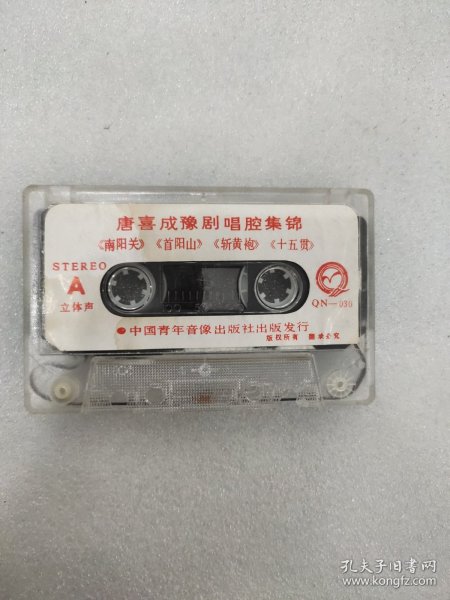 唐喜成豫剧唱腔集锦
《南阳关》《首阳山》《斩黄袍》《十五贯》
STEREO
A
立体声
QN—030
●中国青年音像出版社出版发行
版权所有 翻录必究
孔夫子旧书网
www.kongfz.com